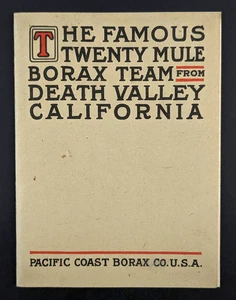 THE FAMOUS
TWENTY MULE
BORAX TEAM FROM
DEATH VALLEY
CALIFORNIA
PACIFIC COAST BORAX CO. U.S.A.